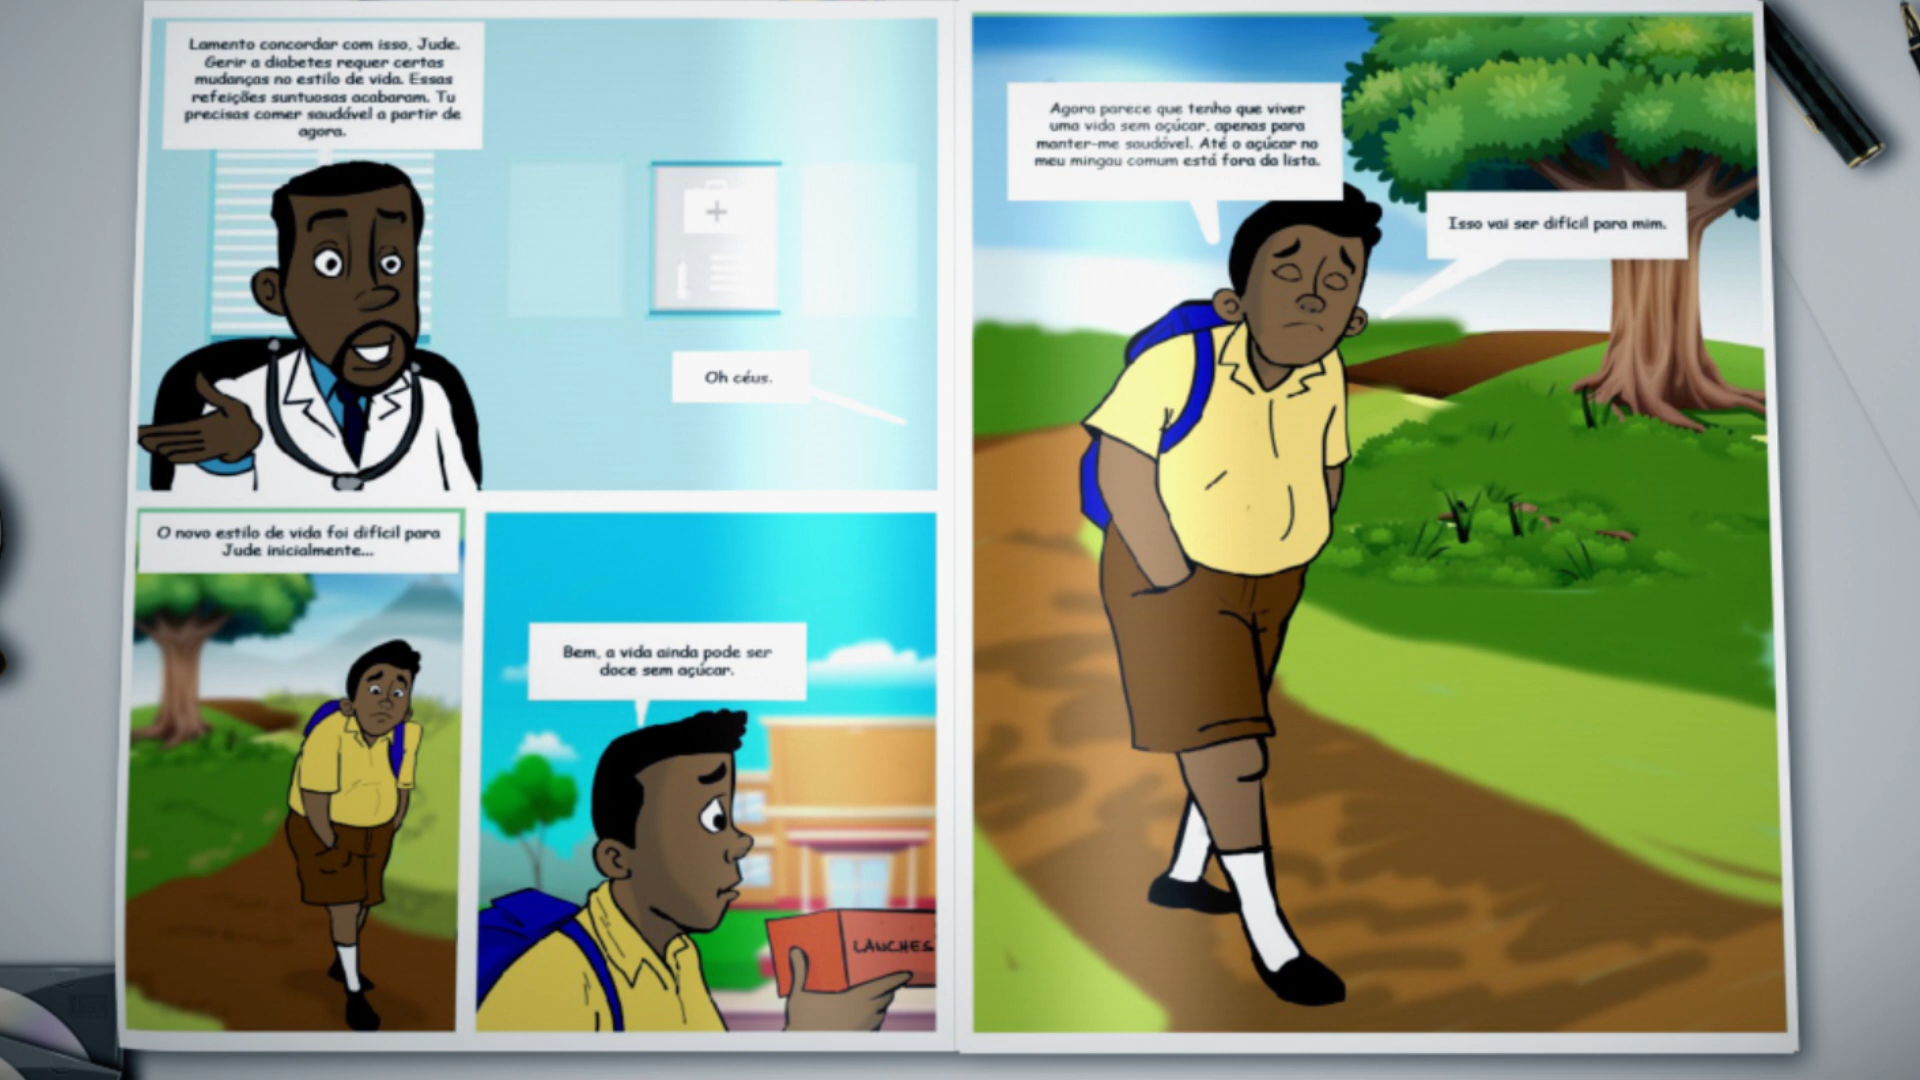 Lamento concordar com isso, Jude.
Gerir a diabetes requer certas
mudanças no estilo de vida. Essas
refeições suntuosas acabaram. Tu
precisas comer saudável a partir de
agora.
Oh céus.
O novo estilo de vida foi difícil para
Jude inicialmente...
Bem, a vida ainda pode ser
doce sem açúcar.
LANCHES
Agora parece que tenho que viver
uma vida sem açúcar, apenas para
manter-me saudável. Até o açúcar no
meu mingau comum está fora da lista.
Isso vai ser difícil para mim.